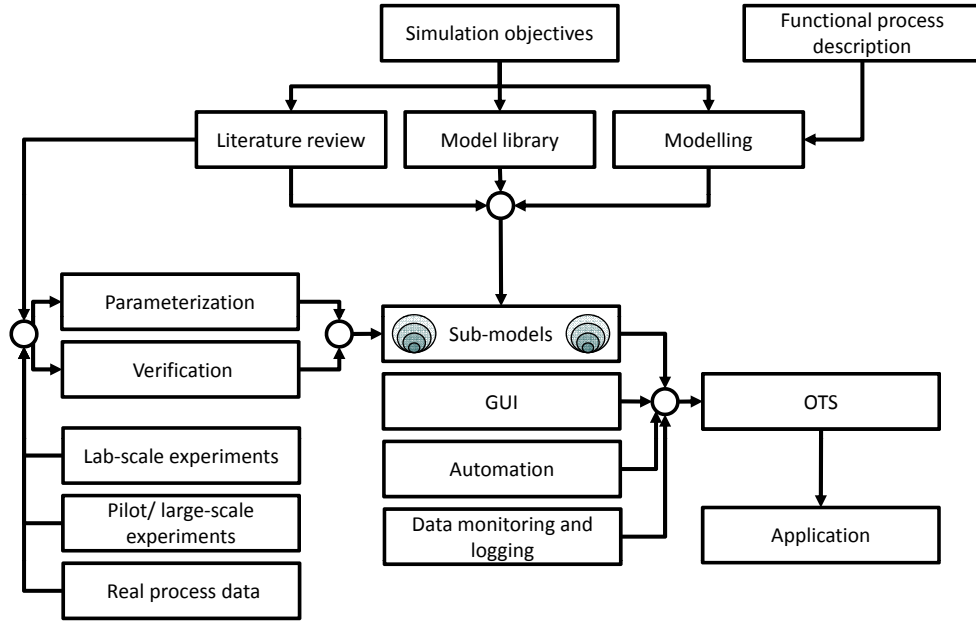 Simulation objectives
Functional process
description
Literature review
Model library
Modelling
Parameterization
Verification
Sub-models
GUI
OTS
Automation
Lab-scale experiments
Pilot/ large-scale
experiments
Data monitoring and
logging
Application
Real process data